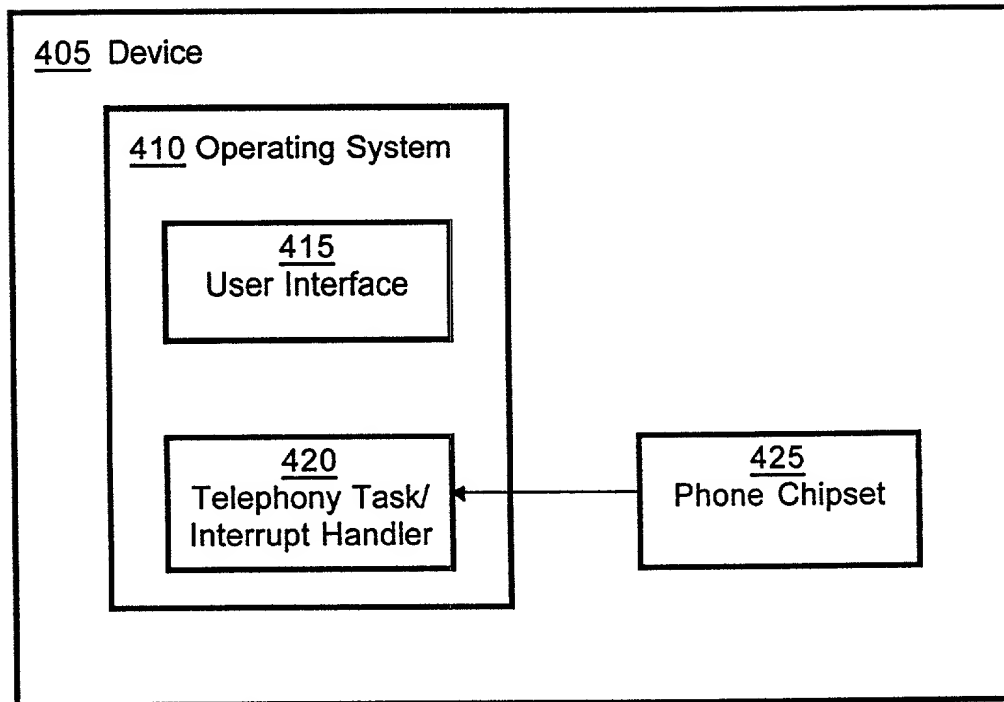 405 Device
410 Operating System
415
User Interface
420
Telephony Task/
Interrupt Handler
425
Phone Chipset